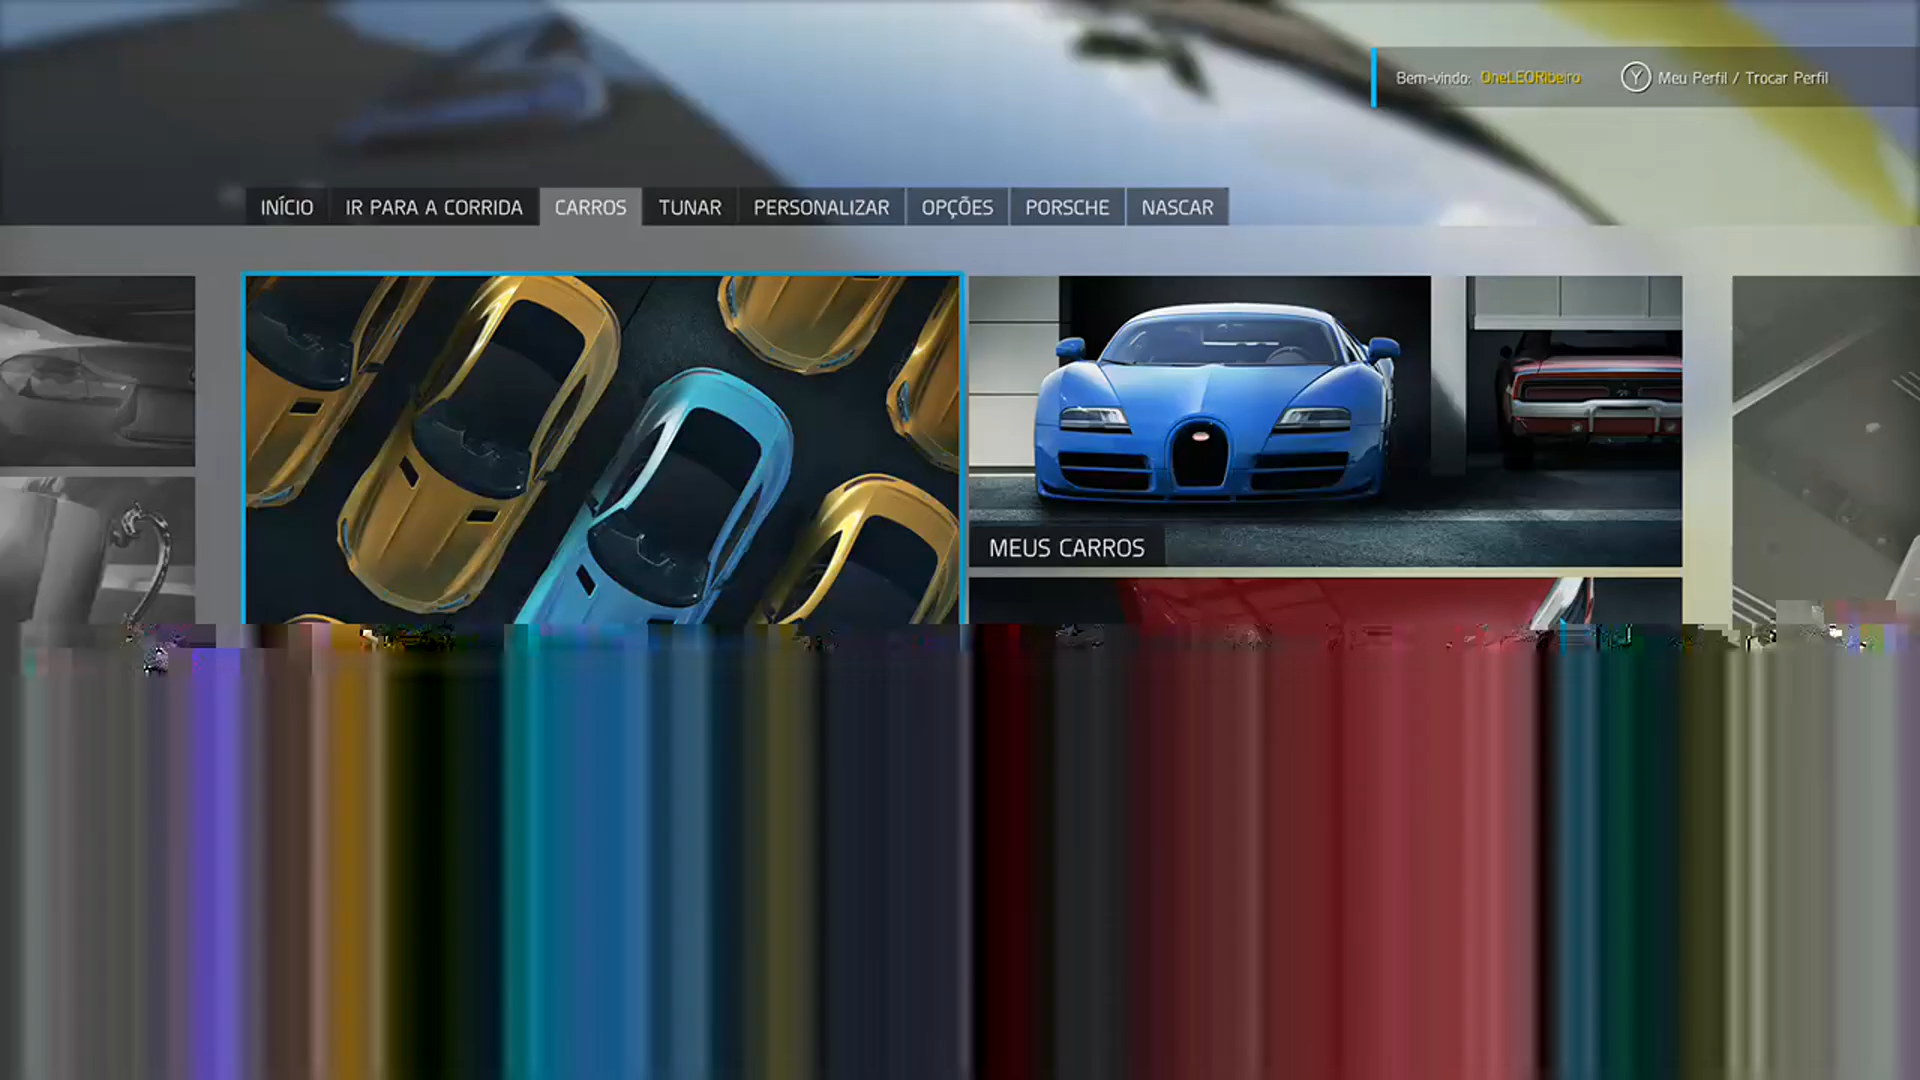 Bem-vindo: OneLEORibeiro Y Meu Perfil / Trocar Perfil
INÍCIO IR PARA A CORRIDA CARROS TUNAR PERSONALIZAR OPÇÕES PORSCHE NASCAR
MEUS CARROS